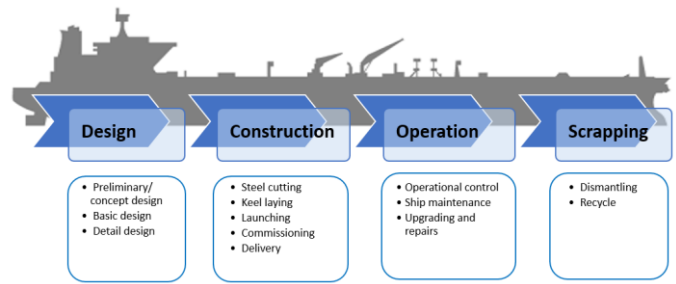 Design
Construction
Operation
Scrapping
• Preliminary/
concept design
• Basic design
• Detail design
• Steel cutting
• Keel laying
• Launching
• Commissioning
• Delivery
• Operational control
• Ship maintenance
• Upgrading and
repairs
• Dismantling
• Recycle